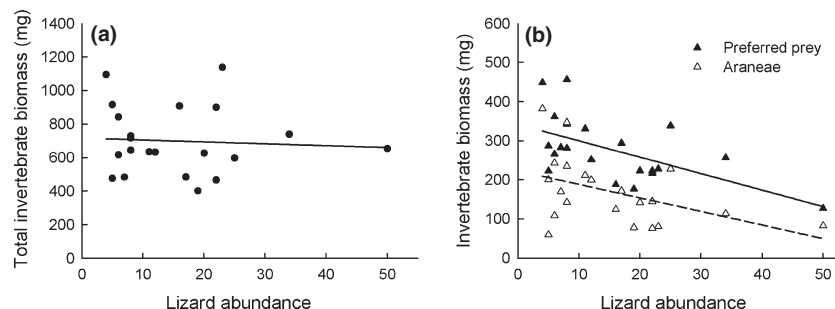 (a)
Total invertebrate biomass (mg)
1400
1200
1000
800
600
400
200
0
0 10 20 30 40 50
Lizard abundance
(b)
Invertebrate biomass (mg)
600
500
400
300
200
100
0
Preferred prey
Araneae
0 10 20 30 40 50
Lizard abundance